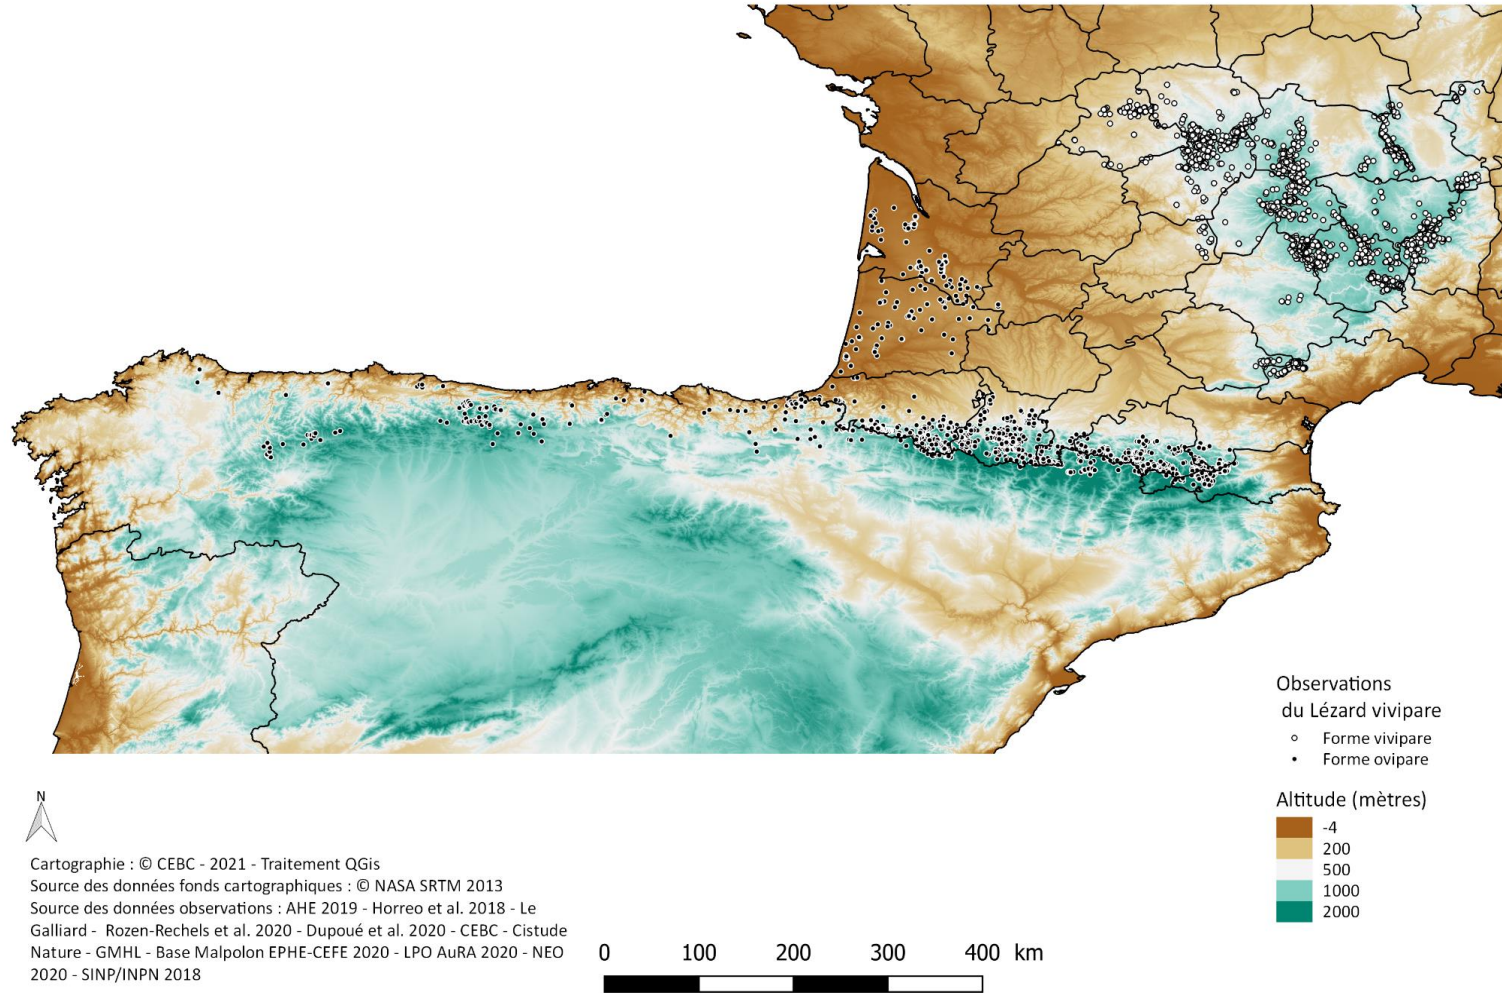 Observations
du Lézard vivipare
Forme vivipare
Forme ovipare
Altitude (mètres)
-4
200
500
1000
2000
N
Cartographie : © CEBC - 2021 - Traitement QGis
Source des données fonds cartographiques : © NASA SRTM 2013
Source des données observations : AHE 2019 - Horreo et al. 2018 - Le
Galliard - Rozen-Rechels et al. 2020 - Dupoué et al. 2020 - CEBC - Cistude
Nature - GMHL - Base Malpolon EPHE-CEFE 2020 - LPO AuRA 2020 - NEO
2020 - SINP/INPN 2018
0 100 200 300 400 km